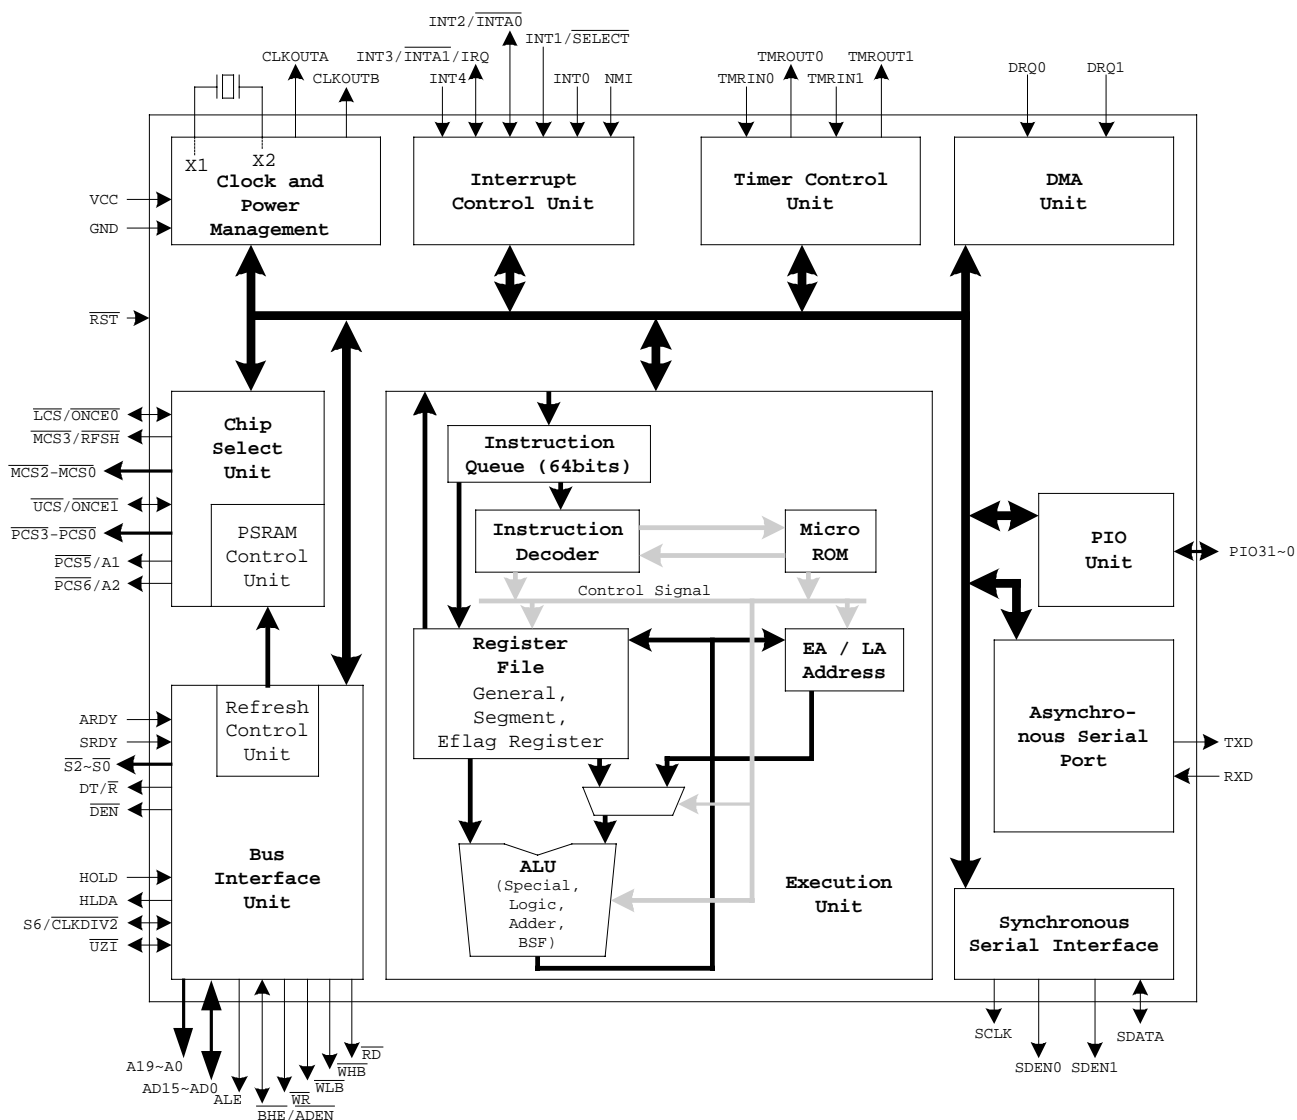 INT2/INTA0
INT1/SELECT
INT3/INTA1/IRQ
CLKOUTA
CLKOUTB
INT4
INT0
NMI
TMROUT0
TMROUT1
TMRIN0
TMRIN1
DRQ0
DRQ1
X1
X2
Clock and
Power
Management
Interrupt
Control Unit
Timer Control
Unit
DMA
Unit
VCC
GND
RST
LCS/ONCE0
MCS3/RFSH
MCS2-MCS0
UCS/ONCE1
PCS3-PCS0
PCS5/A1
PCS6/A2
Chip
Select
Unit
PSRAM
Control
Unit
Instruction
Queue (64bits)
Instruction
Decoder
Micro
ROM
Control Signal
Register
File
General,
Segment,
Eflag Register
EA / LA
Address
PIO
Unit
PIO31~0
Asynchro-
nous Serial
Port
TXD
RXD
Refresh
Control
Unit
ARDY
SRDY
S2~S0
DT/R
DEN
HOLD
HLDA
S6/CLKDIV2
UZI
Bus
Interface
Unit
ALU
(Special,
Logic,
Adder,
BSF)
Execution
Unit
Synchronous
Serial Interface
A19~A0
AD15~AD0
ALE
BHE/ADEN
WR
WLB
WHB
RD
SCLK
SDEN0
SDEN1
SDATA